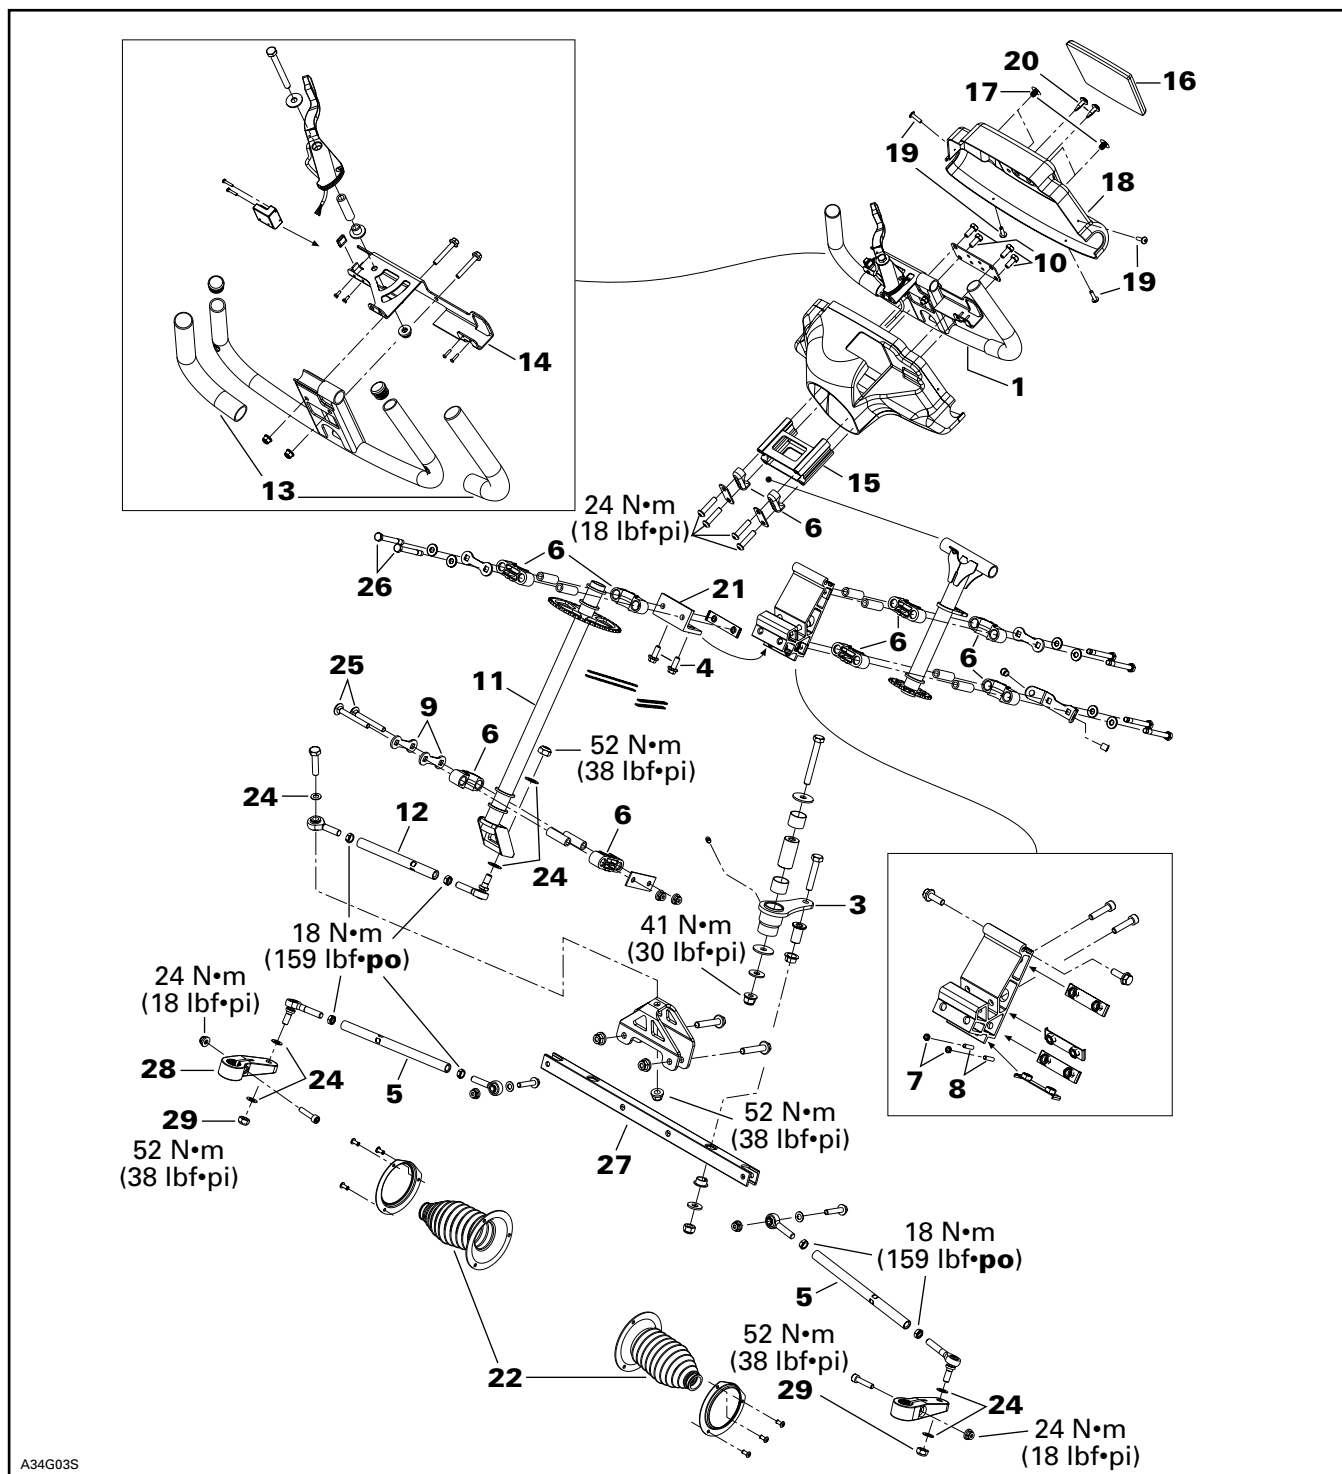 20
16
17
19
18
10
19
19
14
1
13
15
24 N•m
(18 lbf•pi)
6
6
26
21
6
6
4
25
11
9
6
52 N•m
(38 lbf•pi)
24
12
6
24
3
18 N•m
(159 lbf•po)
41 N•m
(30 lbf•pi)
24 N•m
(18 lbf•pi)
28
24
5
7
8
29
52 N•m
(38 lbf•pi)
52 N•m
(38 lbf•pi)
27
18 N•m
(159 lbf•po)
5
52 N•m
(38 lbf•pi)
22
29
24
24 N•m
(18 lbf•pi)
A34G03S